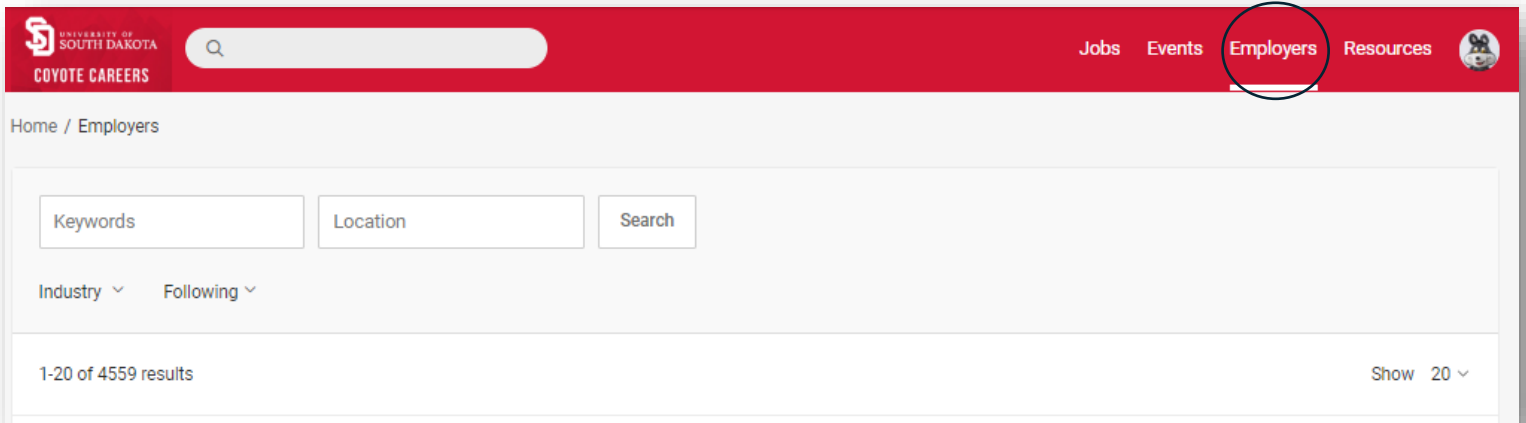 UNIVERSITY OF
SOUTH DAKOTA
COYOTE CAREERS
Jobs Events Employers Resources
Home / Employers
Keywords Location Search
Industry Following
1-20 of 4559 results Show 20